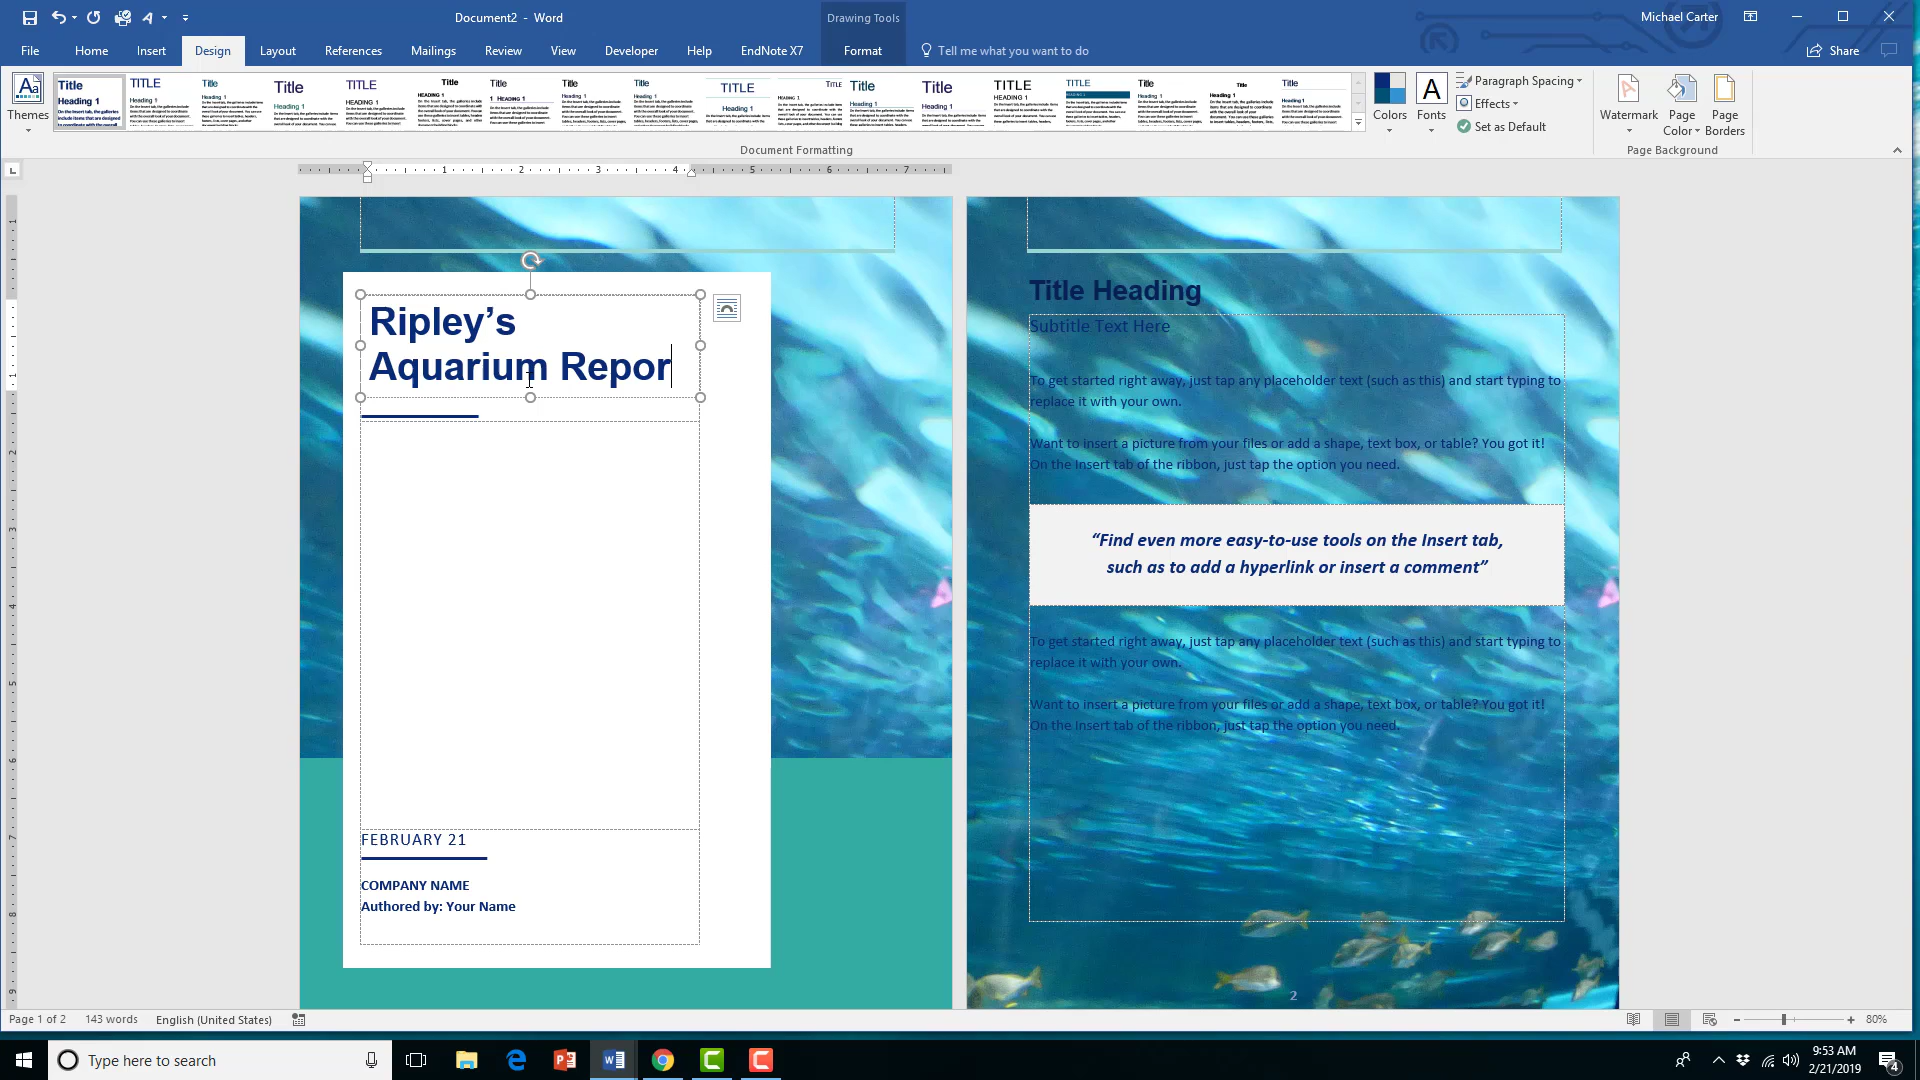 Document2 - Word
Drawing Tools
Michael Carter
File Home Insert Design Layout References Mailings Review View Developer Help EndNote X7 Format Tell me what you want to do Share
Themes
Colors
Fonts
Paragraph Spacing
Effects
Set as Default
Watermark
Page Color
Page Borders
Document Formatting
Page Background
Ripley’s
Aquarium Repor
FEBRUARY 21
COMPANY NAME
Authored by: Your Name
Title Heading
Subtitle Text Here
To get started right away, just tap any placeholder text (such as this) and start typing to
replace it with your own.
Want to insert a picture from your files or add a shape, text box, or table? You got it!
On the Insert tab of the ribbon, just tap the option you need.
“Find even more easy-to-use tools on the Insert tab,
such as to add a hyperlink or insert a comment”
To get started right away, just tap any placeholder text (such as this) and start typing to
replace it with your own.
Want to insert a picture from your files or add a shape, text box, or table? You got it!
On the Insert tab of the ribbon, just tap the option you need.
2
Page 1 of 2 143 words English (United States) 80%
Type here to search
9:53 AM
2/21/2019
4